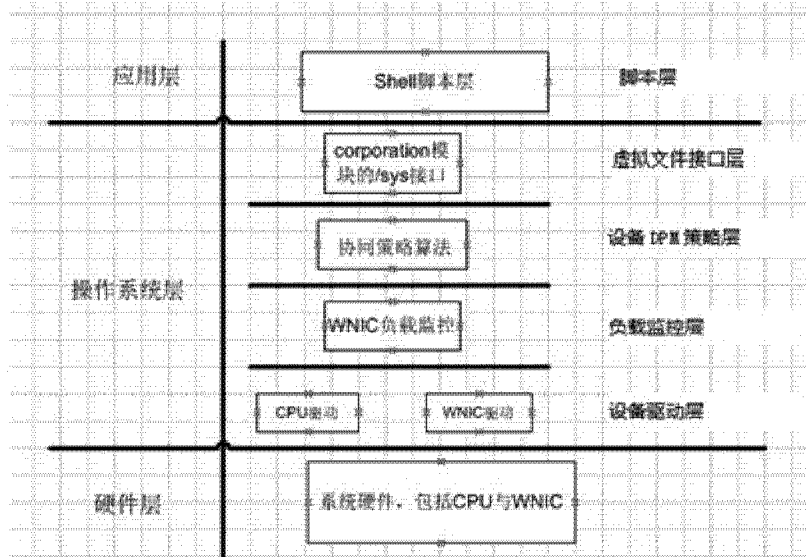 应用层
Shell脚本层
脚本层
corporation模
块的/sys接口
虚拟文件接口层
协同策略算法
设备 DPM 策略层
操作系统层
WNIC负载监控
负载监控层
CPU驱动
WNIC驱动
设备驱动层
硬件层
系统硬件，包括CPU与WNIC